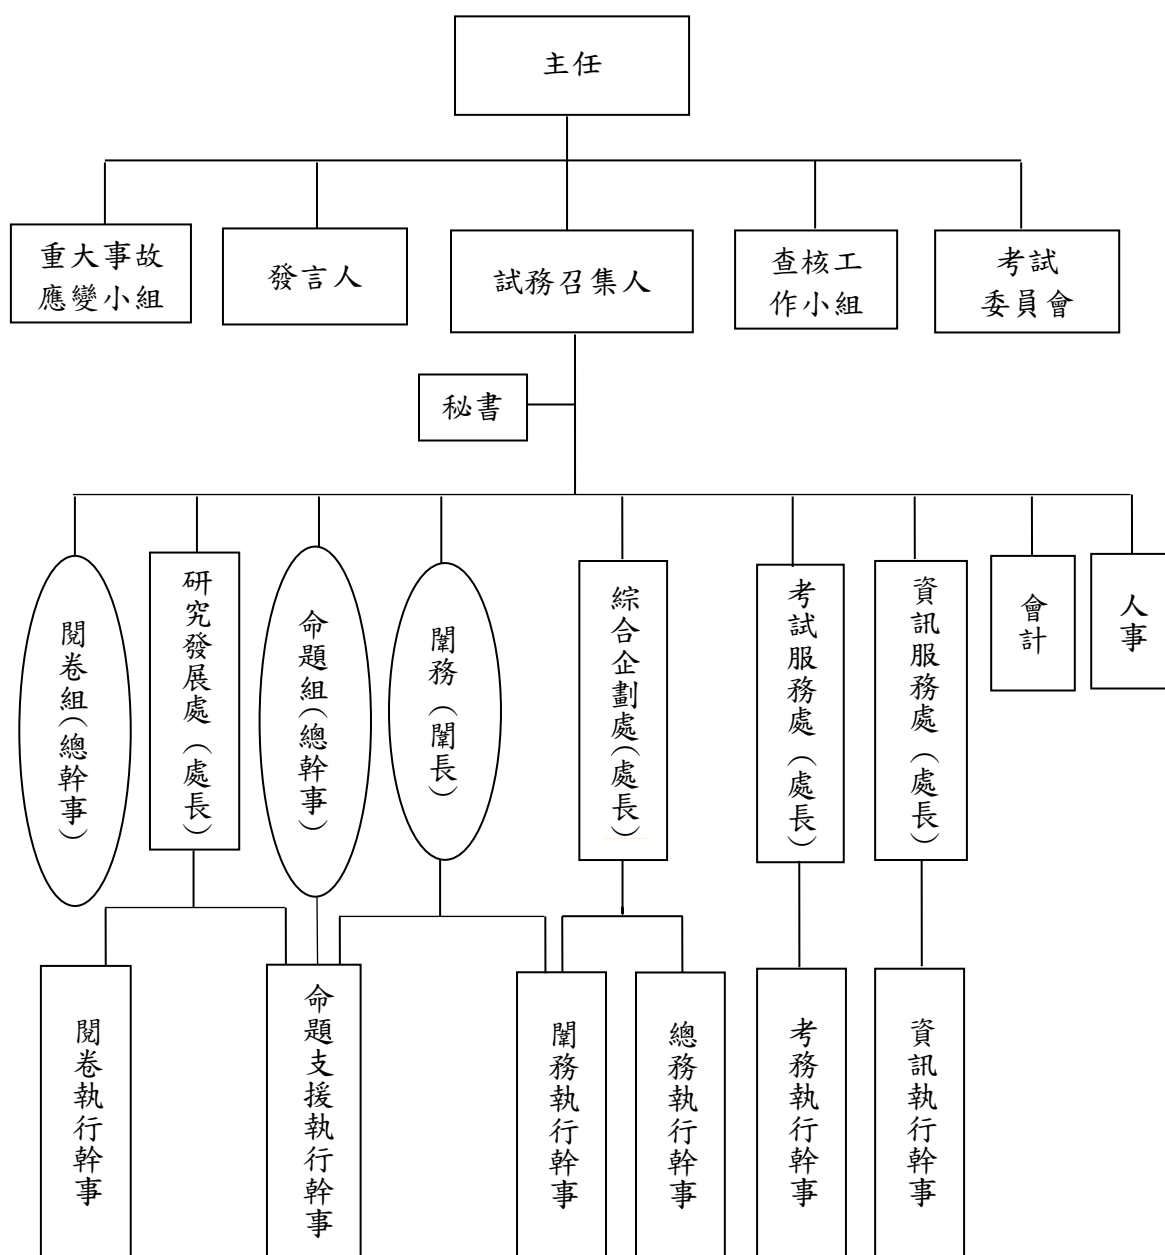 主任
重大事故
應變小組
發言人
試務召集人
查核工
作小組
考試
委員會
秘書
閱卷組（總幹事）
研究發展處（處長）
命題組（總幹事）
闈務（闈長）
綜合企劃處（處長）
考試服務處（處長）
資訊服務處（處長）
會計
人事
閱卷執行幹事
命題支援執行幹事
闈務執行幹事
總務執行幹事
考務執行幹事
資訊執行幹事